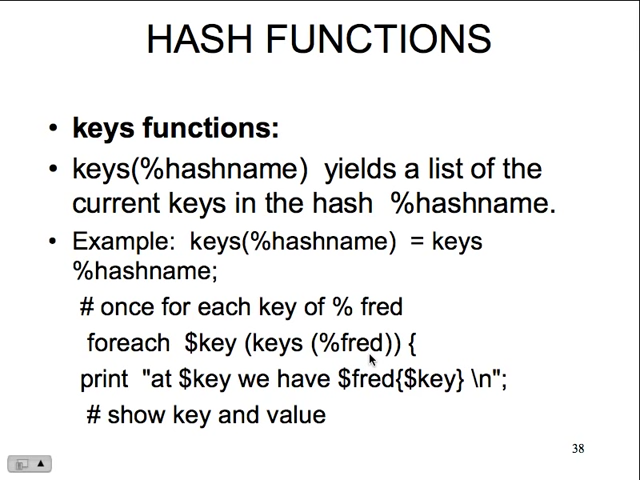 HASH FUNCTIONS
• keys functions:
• keys(%hashname) yields a list of the
current keys in the hash %hashname.
• Example: keys(%hashname) = keys
%hashname;
# once for each key of % fred
foreach $key (keys (%fred)) {
print "at $key we have $fred{$key} \n";
# show key and value
38